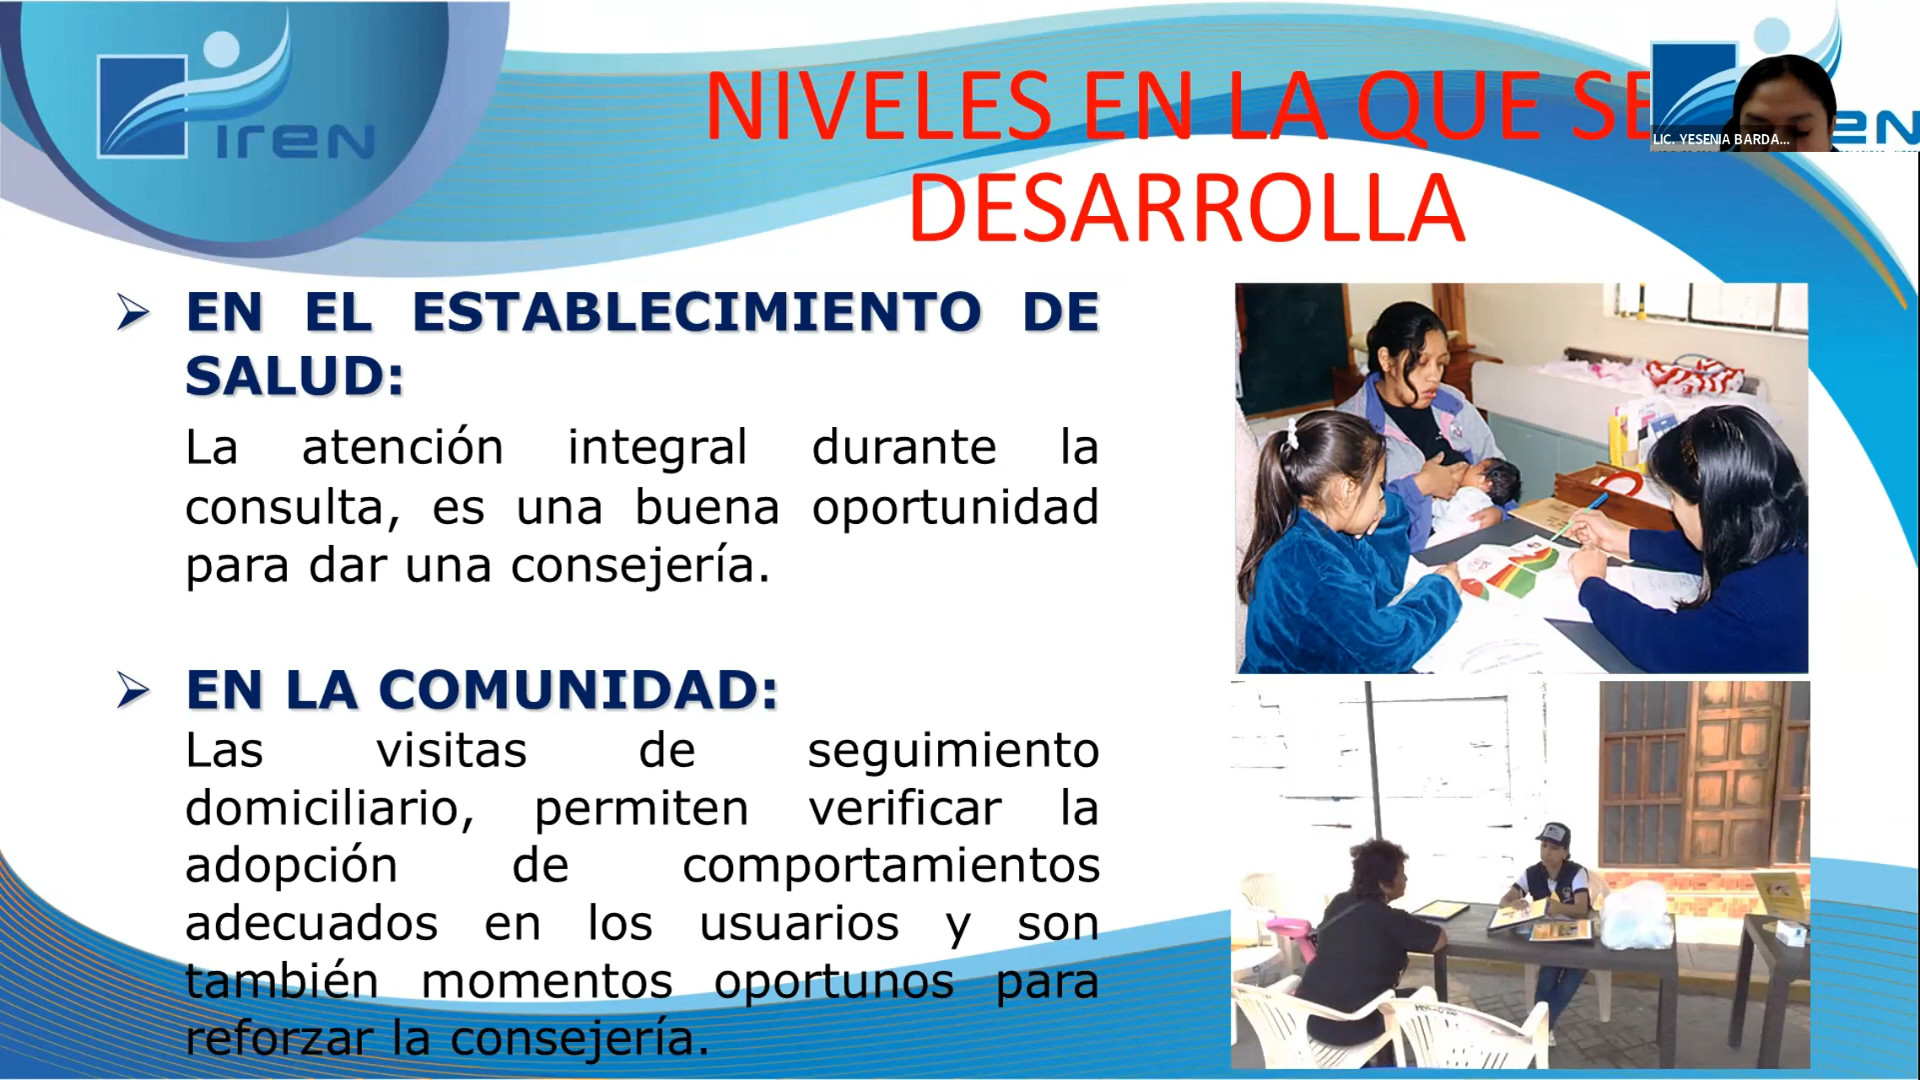 IREN
NIVELES EN LA QUE SE
DESARROLLA
LIC. YESENIA BARDA...
EN EL ESTABLECIMIENTO DE
SALUD:
La atención integral durante la
consulta, es una buena oportunidad
para dar una consejería.
EN LA COMUNIDAD:
Las visitas de seguimiento
domiciliario, permiten verificar la
adopción de comportamientos
adecuados en los usuarios y son
también momentos oportunos para
reforzar la consejería.